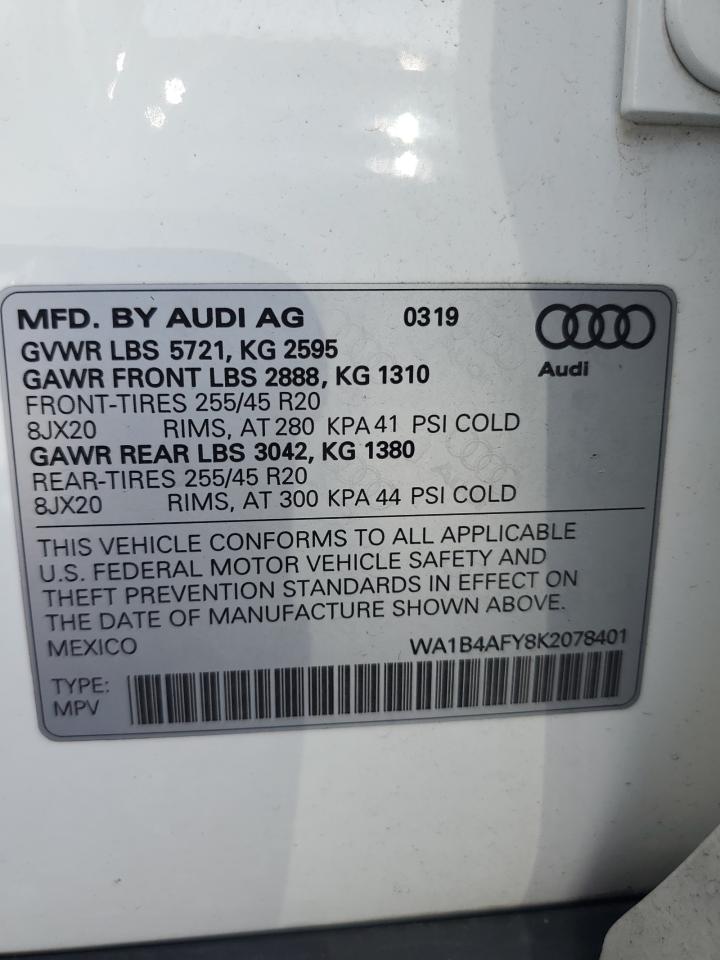 MFD. BY AUDI AG 0319
GVWR LBS 5721, KG 2595
Audi
GAWR FRONT LBS 2888, KG 1310
FRONT-TIRES 255/45 R20
8JX20 RIMS, AT 280 KPA 41 PSI COLD
GAWR REAR LBS 3042, KG 1380
REAR-TIRES 255/45 R20
8JX20 RIMS, AT 300 KPA 44 PSI COLD
THIS VEHICLE CONFORMS TO ALL APPLICABLE
U.S. FEDERAL MOTOR VEHICLE SAFETY AND
THEFT PREVENTION STANDARDS IN EFFECT ON
THE DATE OF MANUFACTURE SHOWN ABOVE.
MEXICO WA1B4AFY8K2078401
TYPE:
MPV